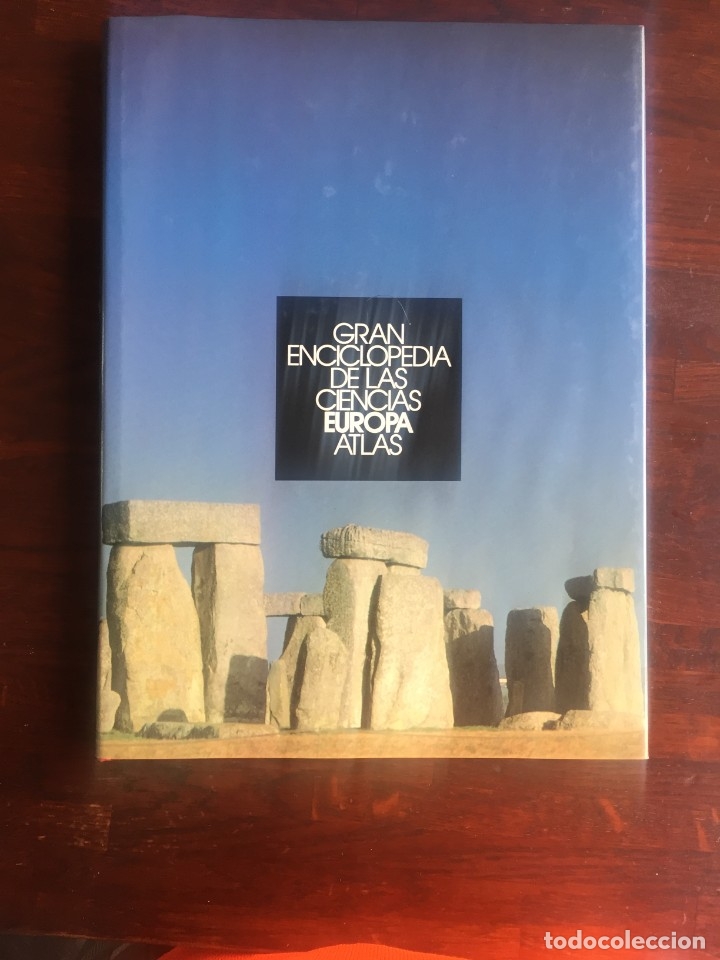 GRAN
ENCICLOPEDIA
DE LAS
CIENCIAS
EUROPA
ATLAS
todocoleccion